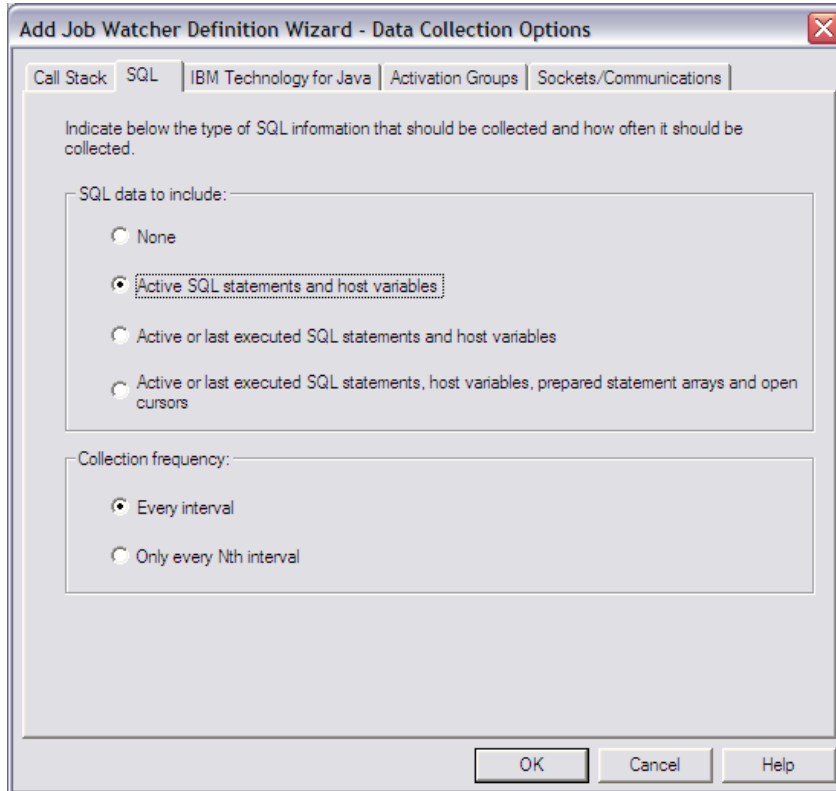 Add Job Watcher Definition Wizard - Data Collection Options
Call Stack SQL IBM Technology for Java Activation Groups Sockets/Communications
Indicate below the type of SQL information that should be collected and how often it should be
collected.
SQL data to include:
None
Active SQL statements and host variables
Active or last executed SQL statements and host variables
Active or last executed SQL statements, host variables, prepared statement arrays and open
cursors
Collection frequency:
Every interval
Only every Nth interval
OK Cancel Help